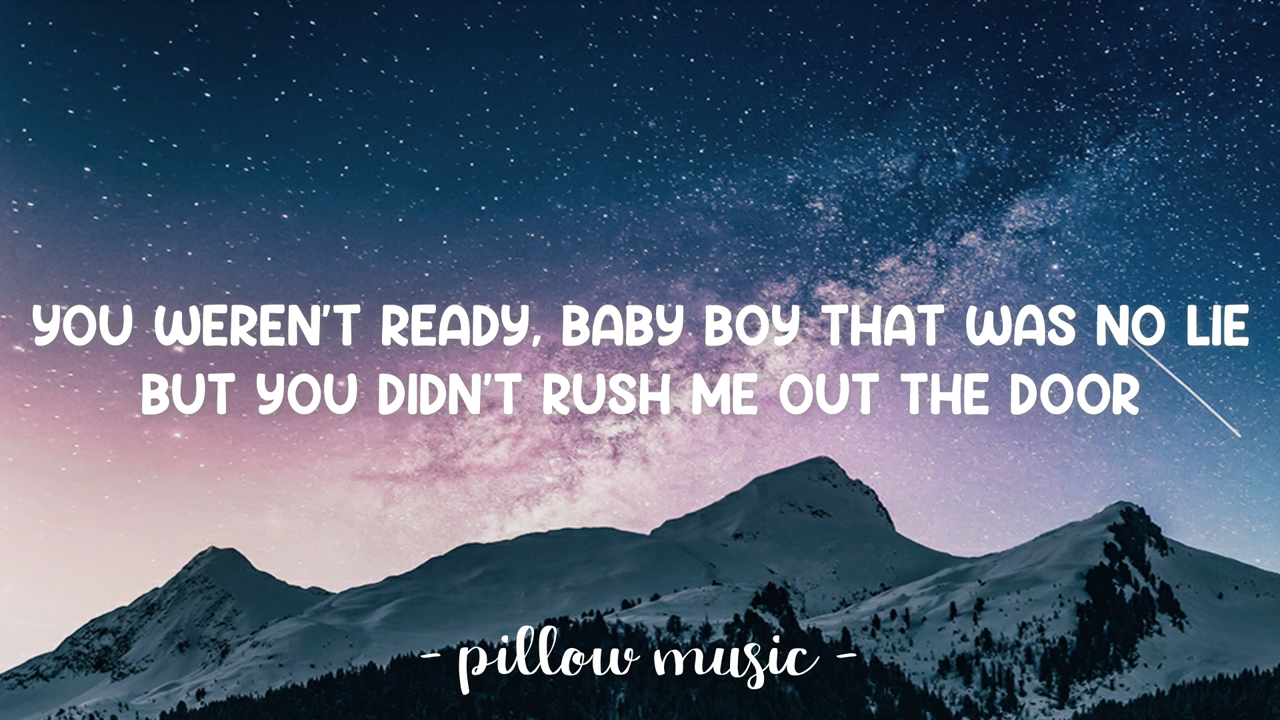 YOU WEREN'T READY, BABY BOY THAT WAS NO LIE
BUT YOU DIDN'T RUSH ME OUT THE DOOR
- pillow music -